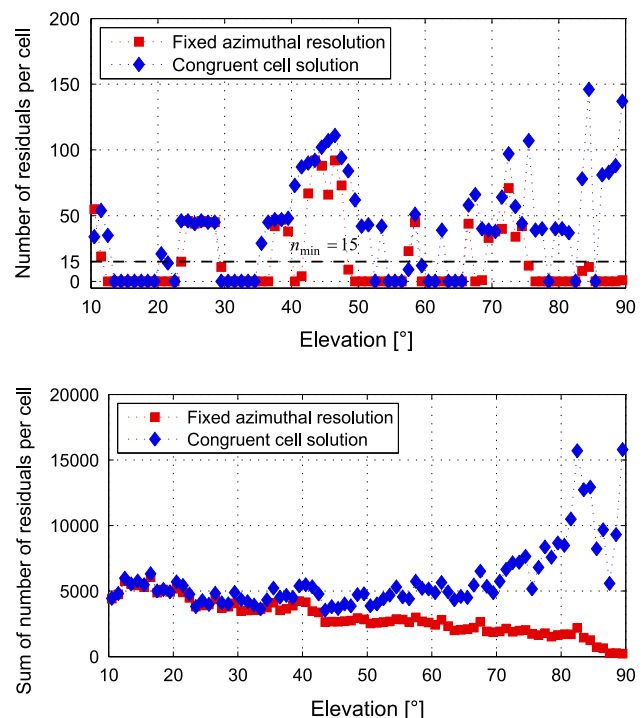 Number of residuals per cell
200
150
100
50
15
0
Fixed azimuthal resolution
Congruent cell solution
n_min = 15
10 20 30 40 50 60 70 80 90
Elevation [°]
Sum of number of residuals per cell
20000
15000
10000
5000
0
Fixed azimuthal resolution
Congruent cell solution
10 20 30 40 50 60 70 80 90
Elevation [°]